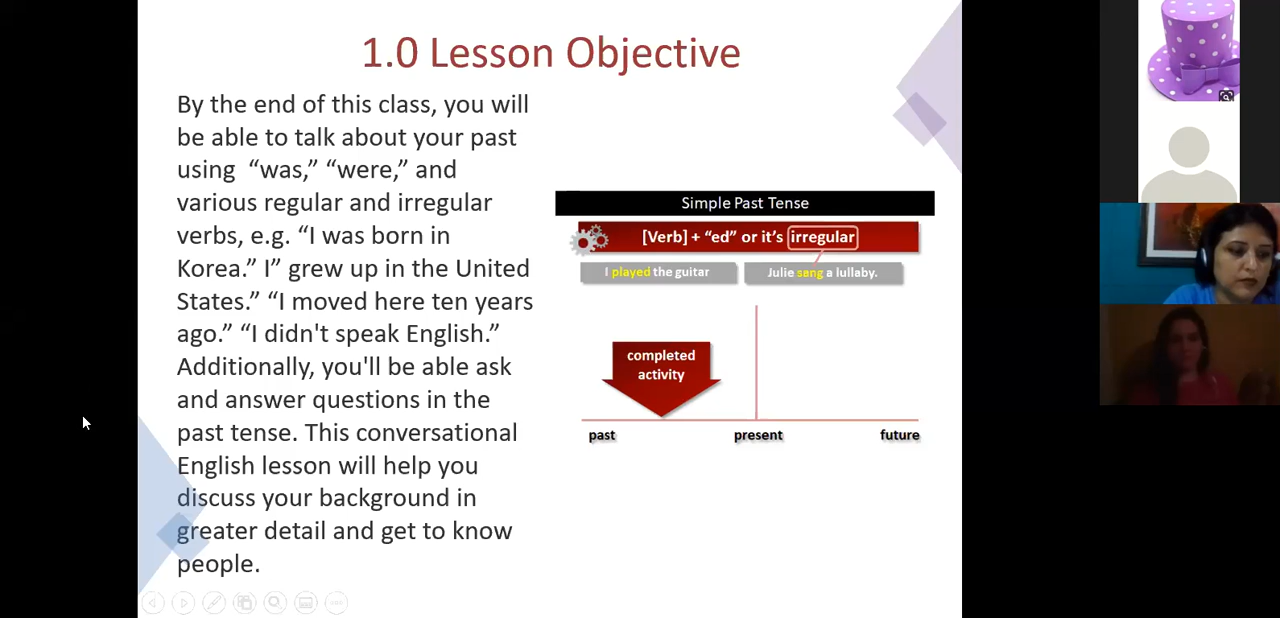 1.0 Lesson Objective
By the end of this class, you will
be able to talk about your past
using “was,” “were,” and
various regular and irregular
verbs, e.g. “I was born in
Korea.” I” grew up in the United
States.” “I moved here ten years
ago.” “I didn't speak English.”
Additionally, you'll be able ask
and answer questions in the
past tense. This conversational
English lesson will help you
discuss your background in
greater detail and get to know
people.
Simple Past Tense
[Verb] + “ed” or it’s irregular
I played the guitar
Julie sang a lullaby.
completed
activity
past
present
future